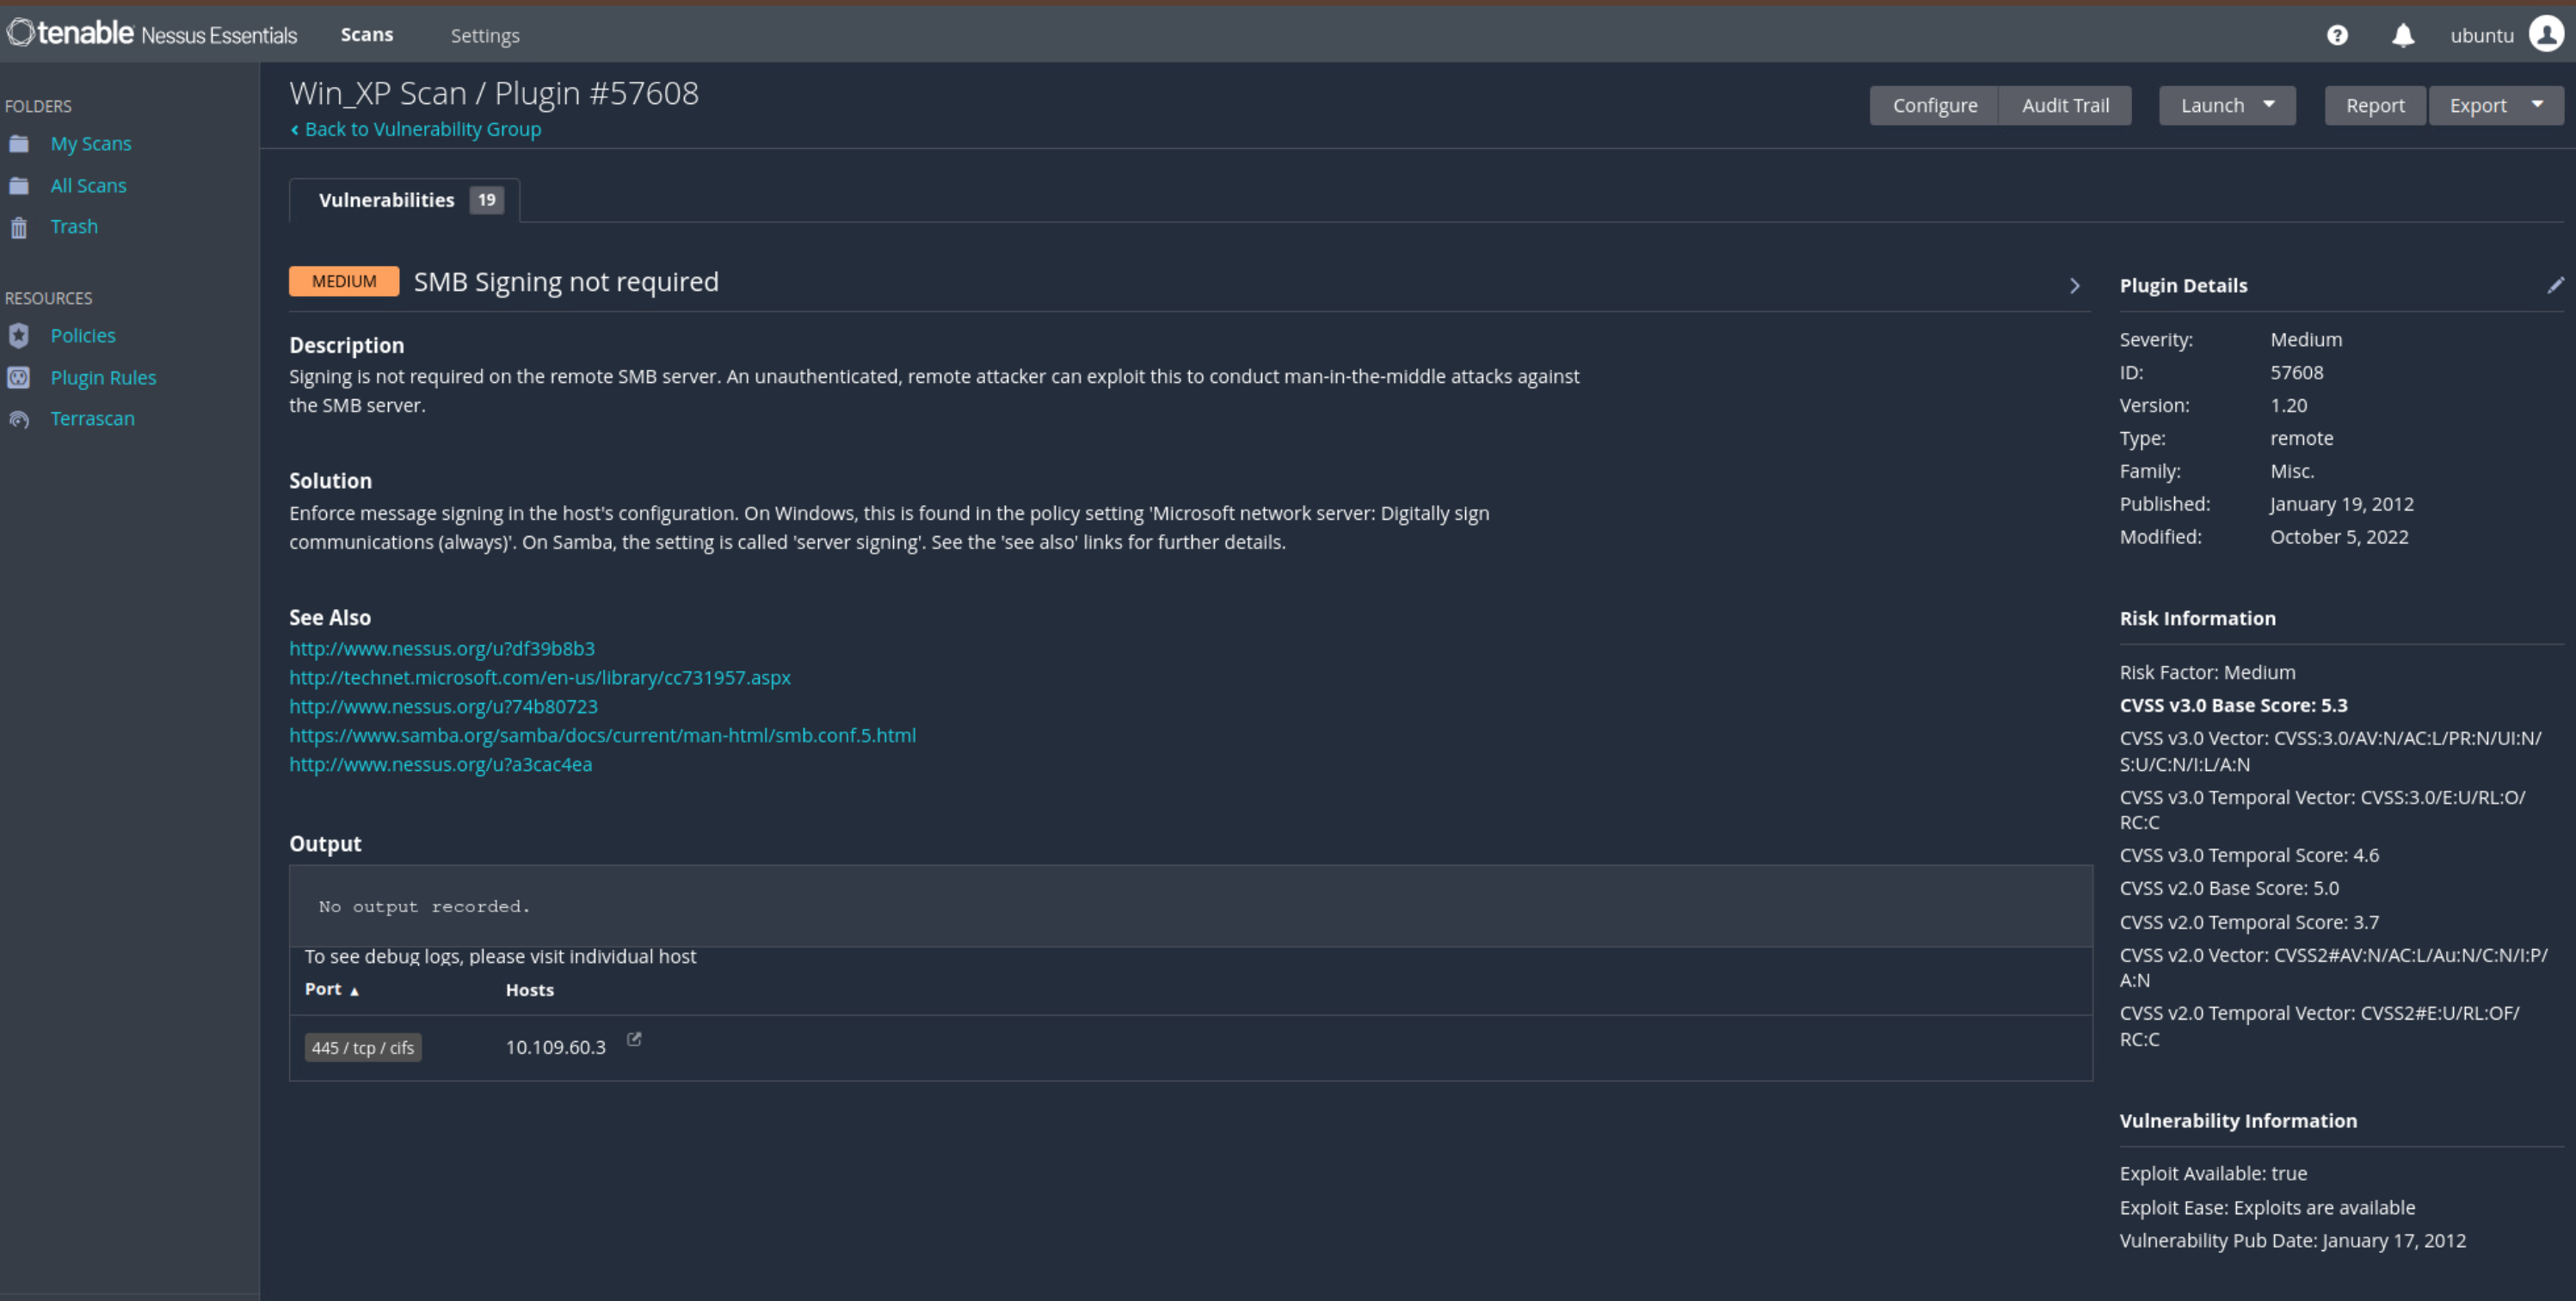 tenable Nessus Essentials Scans Settings ubuntu
FOLDERS
My Scans
All Scans
Trash
RESOURCES
Policies
Plugin Rules
Terrascan
Win_XP Scan / Plugin #57608
Back to Vulnerability Group
Configure Audit Trail Launch Report Export
Vulnerabilities 19
MEDIUM SMB Signing not required
Description
Signing is not required on the remote SMB server. An unauthenticated, remote attacker can exploit this to conduct man-in-the-middle attacks against
the SMB server.
Solution
Enforce message signing in the host's configuration. On Windows, this is found in the policy setting 'Microsoft network server: Digitally sign
communications (always)'. On Samba, the setting is called 'server signing'. See the 'see also' links for further details.
See Also
http://www.nessus.org/u?df39b8b3
http://technet.microsoft.com/en-us/library/cc731957.aspx
http://www.nessus.org/u?74b80723
https://www.samba.org/samba/docs/current/man-html/smb.conf.5.html
http://www.nessus.org/u?a3cac4ea
Output
No output recorded.
To see debug logs, please visit individual host
Port Hosts
445 / tcp / cifs 10.109.60.3
Plugin Details
Severity: Medium
ID: 57608
Version: 1.20
Type: remote
Family: Misc.
Published: January 19, 2012
Modified: October 5, 2022
Risk Information
Risk Factor: Medium
CVSS v3.0 Base Score: 5.3
CVSS v3.0 Vector: CVSS:3.0/AV:N/AC:L/PR:N/UI:N/
S:U/C:N/I:L/A:N
CVSS v3.0 Temporal Vector: CVSS:3.0/E:U/RL:O/
RC:C
CVSS v3.0 Temporal Score: 4.6
CVSS v2.0 Base Score: 5.0
CVSS v2.0 Temporal Score: 3.7
CVSS v2.0 Vector: CVSS2#AV:N/AC:L/Au:N/C:N/I:P/
A:N
CVSS v2.0 Temporal Vector: CVSS2#E:U/RL:OF/
RC:C
Vulnerability Information
Exploit Available: true
Exploit Ease: Exploits are available
Vulnerability Pub Date: January 17, 2012